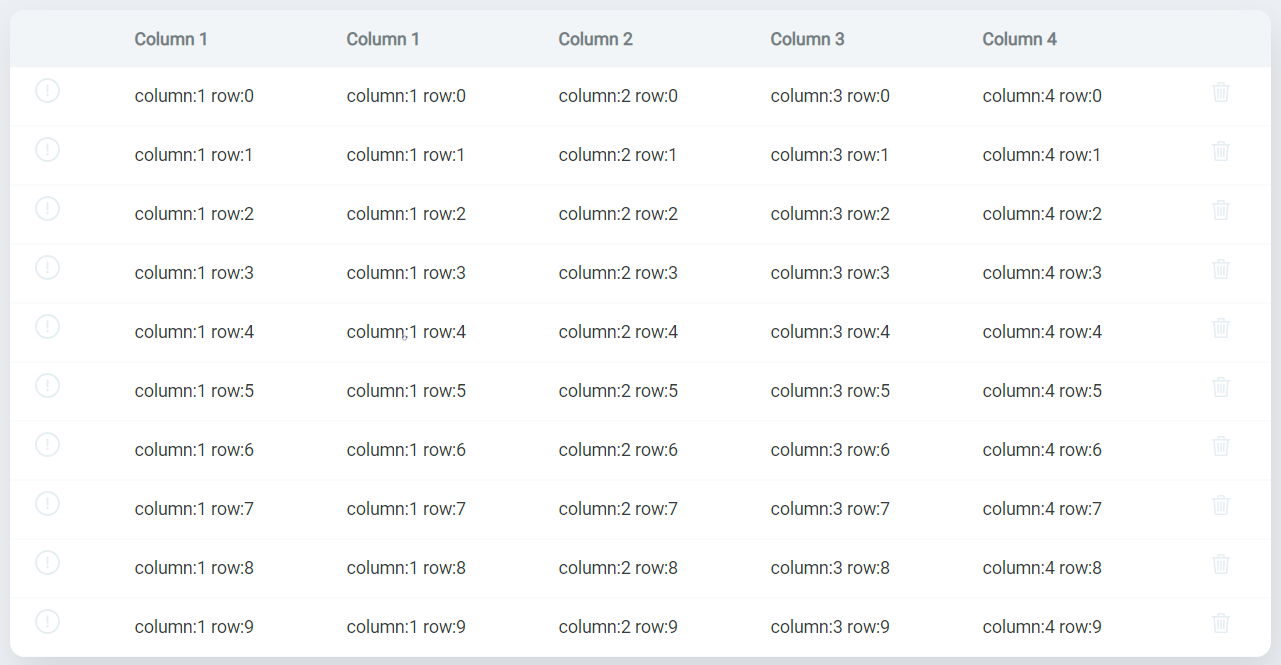 Column 1 Column 1 Column 2 Column 3 Column 4
column:1 row:0 column:1 row:0 column:2 row:0 column:3 row:0 column:4 row:0
column:1 row:1 column:1 row:1 column:2 row:1 column:3 row:1 column:4 row:1
column:1 row:2 column:1 row:2 column:2 row:2 column:3 row:2 column:4 row:2
column:1 row:3 column:1 row:3 column:2 row:3 column:3 row:3 column:4 row:3
column:1 row:4 column:1 row:4 column:2 row:4 column:3 row:4 column:4 row:4
column:1 row:5 column:1 row:5 column:2 row:5 column:3 row:5 column:4 row:5
column:1 row:6 column:1 row:6 column:2 row:6 column:3 row:6 column:4 row:6
column:1 row:7 column:1 row:7 column:2 row:7 column:3 row:7 column:4 row:7
column:1 row:8 column:1 row:8 column:2 row:8 column:3 row:8 column:4 row:8
column:1 row:9 column:1 row:9 column:2 row:9 column:3 row:9 column:4 row:9